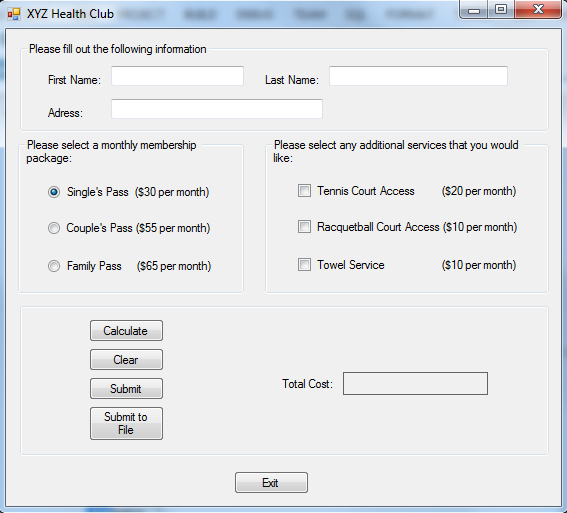 XYZ Health Club
Please fill out the following information
First Name:
Last Name:
Adress:
Please select a monthly membership
package:
Single's Pass ($30 per month)
Couple's Pass ($55 per month)
Family Pass ($65 per month)
Please select any additional services that you would
like:
Tennis Court Access ($20 per month)
Racquetball Court Access ($10 per month)
Towel Service ($10 per month)
Calculate
Clear
Submit
Submit to
File
Total Cost:
Exit